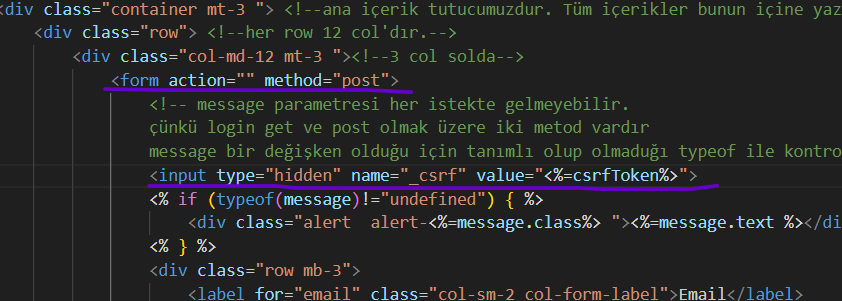 <div class="container mt-3 "> <!--ana içerik tutucumuzdur. Tüm içerikler bunun içine yaz
<div class="row"> <!--her row 12 col'dır.-->
<div class="col-md-12 mt-3 "><!--3 col solda-->
<form action="" method="post">
<!-- message parametresi her istekte gelmeyebilir.
çünkü login get ve post olmak üzere iki metod vardır
message bir değişken olduğu için tanımlı olup olmaduğı typeof ile kontro
<input type="hidden" name="_csrf" value="<%=csrfToken%>">
<% if (typeof(message)!="undefined") { %>
<div class="alert  alert-<%=message.class%> "><%=message.text %></di
<% } %>
<div class="row mb-3">
<label for="email" class="col-sm-2 col-form-label">Email</label>